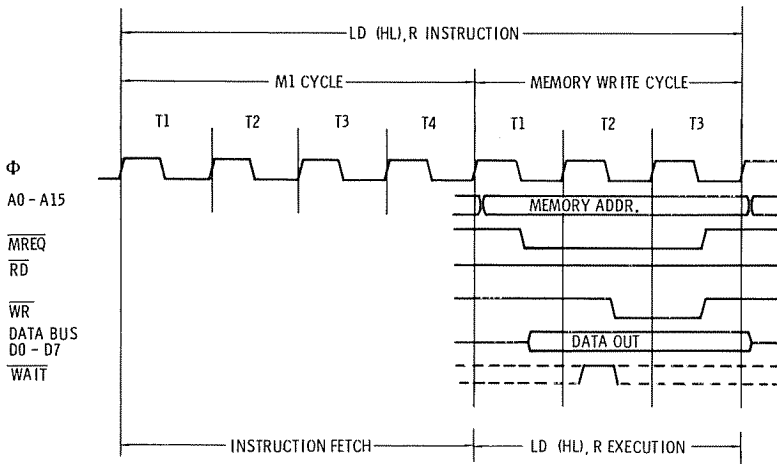 LD (HL), R INSTRUCTION
M1 CYCLE
MEMORY WRITE CYCLE
T1
T2
T3
T4
T1
T2
T3
Φ
A0 - A15
MEMORY ADDR.
MREQ
RD
WR
DATA BUS
D0 - D7
DATA OUT
WAIT
INSTRUCTION FETCH
LD (HL), R EXECUTION